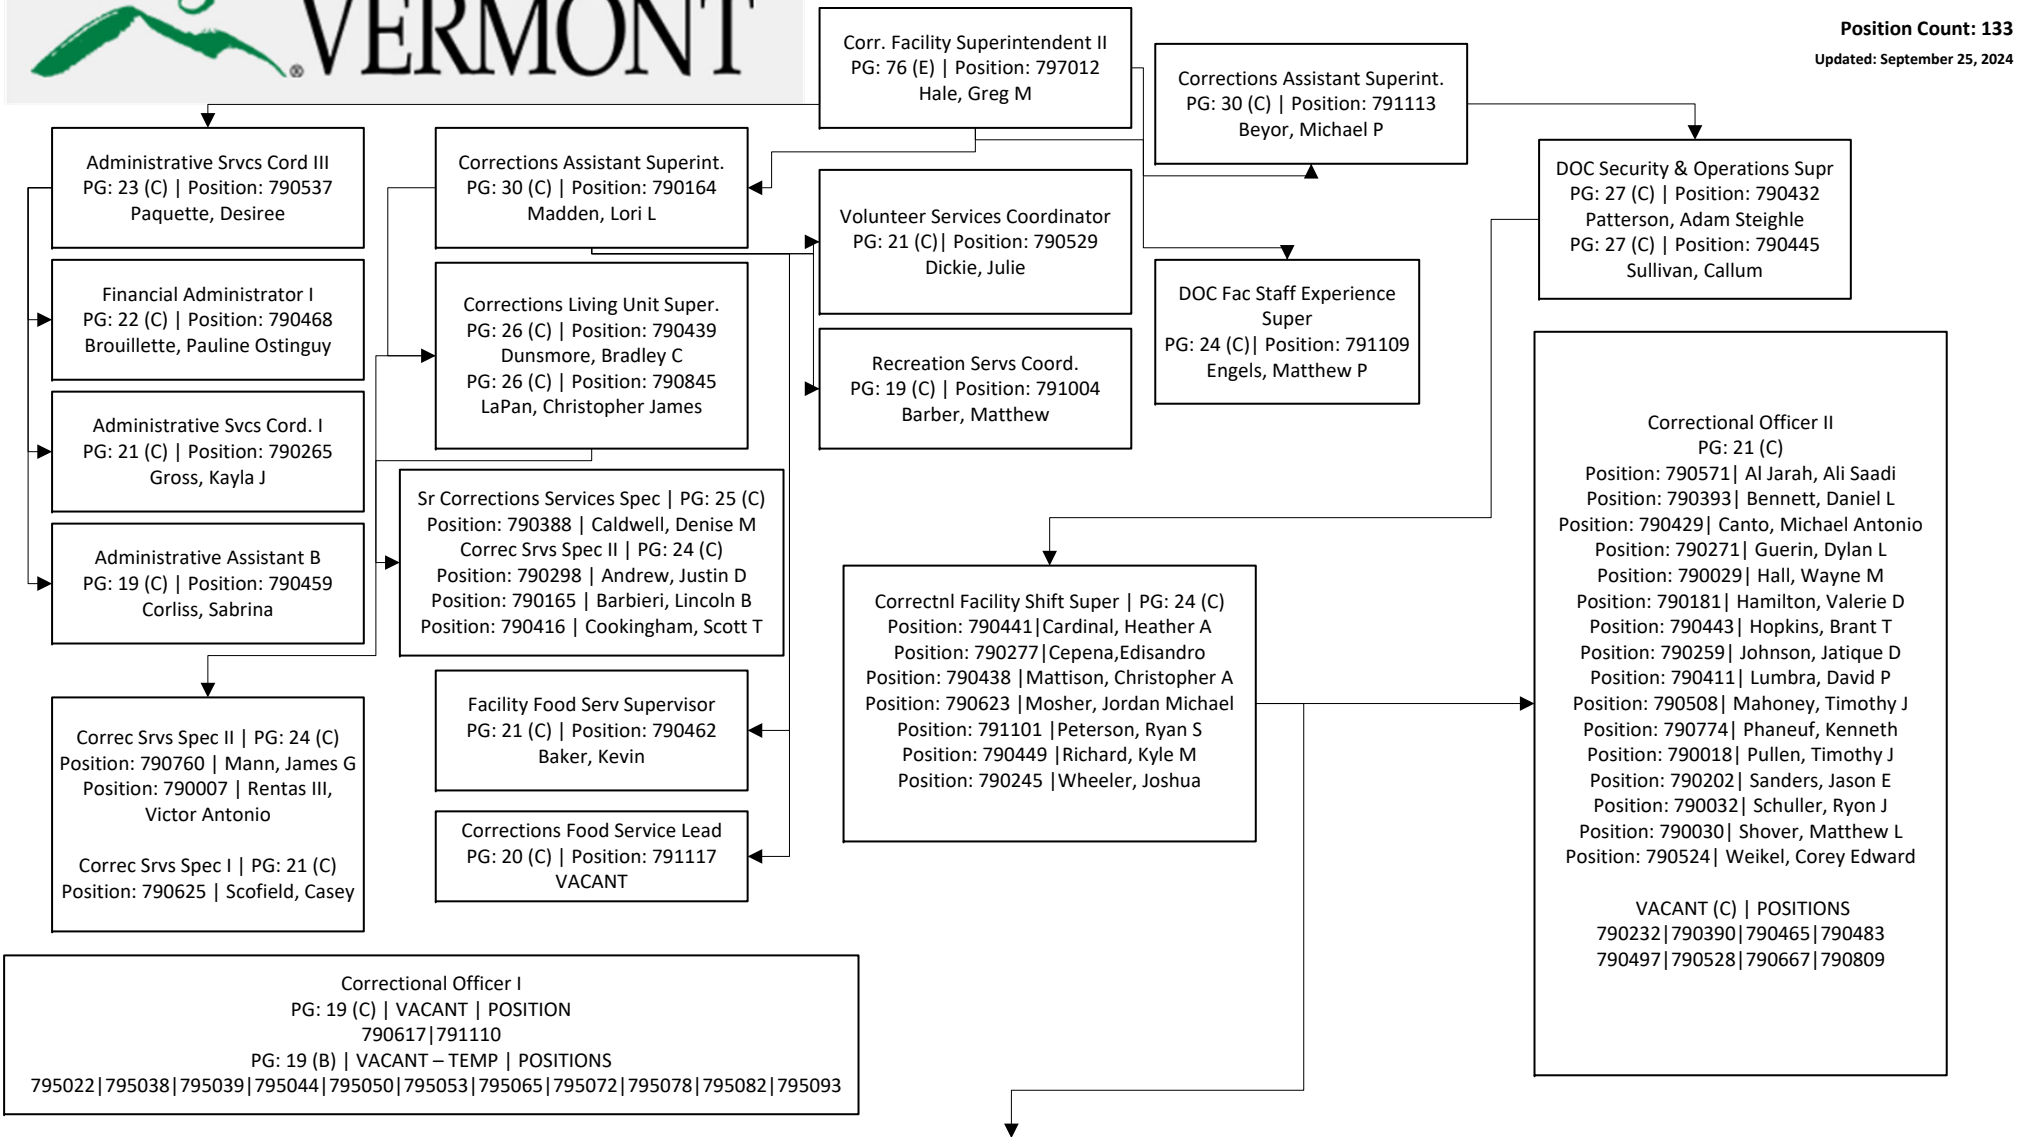 VERMONT
®
Position Count: 133
Updated: September 25, 2024
Corr. Facility Superintendent II
PG: 76 (E) | Position: 797012
Hale, Greg M
Corrections Assistant Superint.
PG: 30 (C) | Position: 791113
Beyor, Michael P
Administrative Srvcs Cord III
PG: 23 (C) | Position: 790537
Paquette, Desiree
Corrections Assistant Superint.
PG: 30 (C) | Position: 790164
Madden, Lori L
Volunteer Services Coordinator
PG: 21 (C)| Position: 790529
Dickie, Julie
DOC Security & Operations Supr
PG: 27 (C) | Position: 790432
Patterson, Adam Steighle
PG: 27 (C) | Position: 790445
Sullivan, Callum
Financial Administrator I
PG: 22 (C) | Position: 790468
Brouillette, Pauline Ostinguy
Corrections Living Unit Super.
PG: 26 (C) | Position: 790439
Dunsmore, Bradley C
PG: 26 (C) | Position: 790845
LaPan, Christopher James
DOC Fac Staff Experience
Super
PG: 24 (C)| Position: 791109
Engels, Matthew P
Recreation Servs Coord.
PG: 19 (C) | Position: 791004
Barber, Matthew
Administrative Svcs Cord. I
PG: 21 (C) | Position: 790265
Gross, Kayla J
Sr Corrections Services Spec | PG: 25 (C)
Position: 790388 | Caldwell, Denise M
Correc Srvs Spec II | PG: 24 (C)
Position: 790298 | Andrew, Justin D
Position: 790165 | Barbieri, Lincoln B
Position: 790416 | Cookingham, Scott T
Administrative Assistant B
PG: 19 (C) | Position: 790459
Corliss, Sabrina
Correctnl Facility Shift Super | PG: 24 (C)
Position: 790441|Cardinal, Heather A
Position: 790277|Cepena,Edisandro
Position: 790438 |Mattison, Christopher A
Position: 790623 |Mosher, Jordan Michael
Position: 791101 |Peterson, Ryan S
Position: 790449 |Richard, Kyle M
Position: 790245 |Wheeler, Joshua
Correctional Officer II
PG: 21 (C)
Position: 790571| Al Jarah, Ali Saadi
Position: 790393| Bennett, Daniel L
Position: 790429| Canto, Michael Antonio
Position: 790271| Guerin, Dylan L
Position: 790029| Hall, Wayne M
Position: 790181| Hamilton, Valerie D
Position: 790443| Hopkins, Brant T
Position: 790259| Johnson, Jatique D
Position: 790411| Lumbra, David P
Position: 790508| Mahoney, Timothy J
Position: 790774| Phaneuf, Kenneth
Position: 790018| Pullen, Timothy J
Position: 790202| Sanders, Jason E
Position: 790032| Schuller, Ryon J
Position: 790030| Shover, Matthew L
Position: 790524| Weikel, Corey Edward
VACANT (C) | POSITIONS
790232|790390|790465|790483
790497|790528|790667|790809
Facility Food Serv Supervisor
PG: 21 (C) | Position: 790462
Baker, Kevin
Correc Srvs Spec II | PG: 24 (C)
Position: 790760 | Mann, James G
Position: 790007 | Rentas III,
Victor Antonio
Correc Srvs Spec I | PG: 21 (C)
Position: 790625 | Scofield, Casey
Corrections Food Service Lead
PG: 20 (C) | Position: 791117
VACANT
Correctional Officer I
PG: 19 (C) | VACANT | POSITION
790617|791110
PG: 19 (B) | VACANT – TEMP | POSITIONS
795022|795038|795039|795044|795050|795053|795065|795072|795078|795082|795093